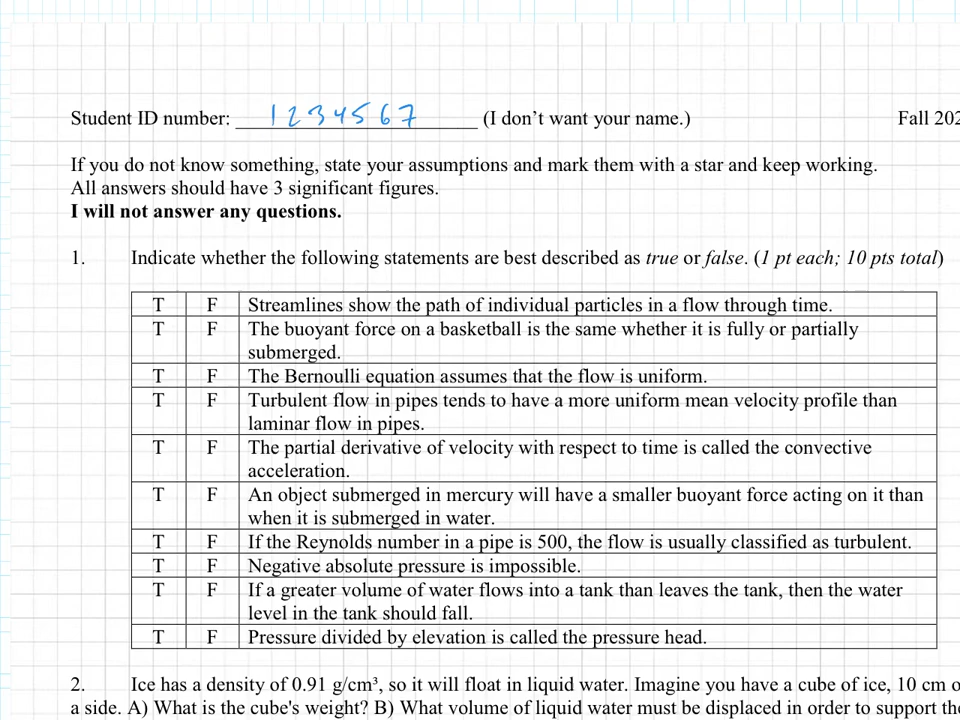 Student ID number: 1234567 (I don't want your name.) Fall 202
If you do not know something, state your assumptions and mark them with a star and keep working.
All answers should have 3 significant figures.
I will not answer any questions.
1. Indicate whether the following statements are best described as true or false. (1 pt each; 10 pts total)
T F Streamlines show the path of individual particles in a flow through time.
T F The buoyant force on a basketball is the same whether it is fully or partially
submerged.
T F The Bernoulli equation assumes that the flow is uniform.
T F Turbulent flow in pipes tends to have a more uniform mean velocity profile than
laminar flow in pipes.
T F The partial derivative of velocity with respect to time is called the convective
acceleration.
T F An object submerged in mercury will have a smaller buoyant force acting on it than
when it is submerged in water.
T F If the Reynolds number in a pipe is 500, the flow is usually classified as turbulent.
T F Negative absolute pressure is impossible.
T F If a greater volume of water flows into a tank than leaves the tank, then the water
level in the tank should fall.
T F Pressure divided by elevation is called the pressure head.
2. Ice has a density of 0.91 g/cm³, so it will float in liquid water. Imagine you have a cube of ice, 10 cm o
a side. A) What is the cube's weight? B) What volume of liquid water must be displaced in order to support the